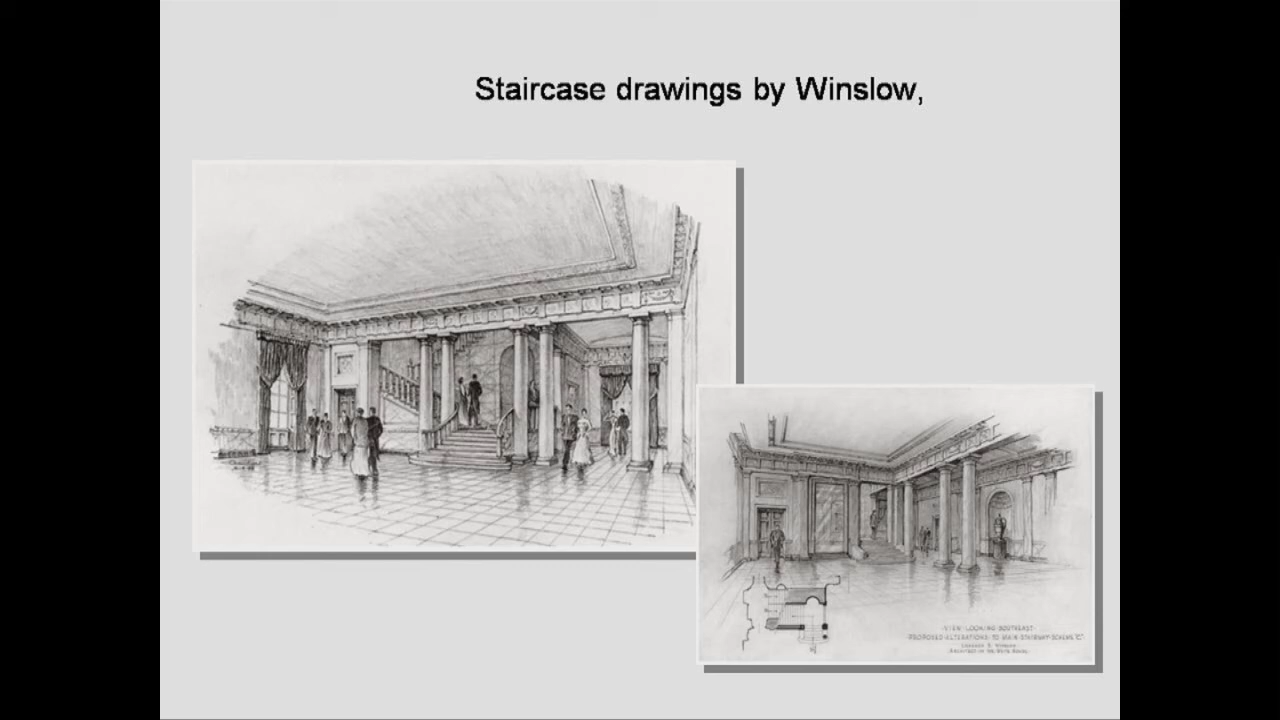 Staircase drawings by Winslow,
·VIEW·LOOKING·SOUTHEAST·
·PROPOSED·ALTERATIONS·TO·MAIN·STAIRWAY·SCHEME·"C"·
ARCHITECT OF THE WHITE HOUSE